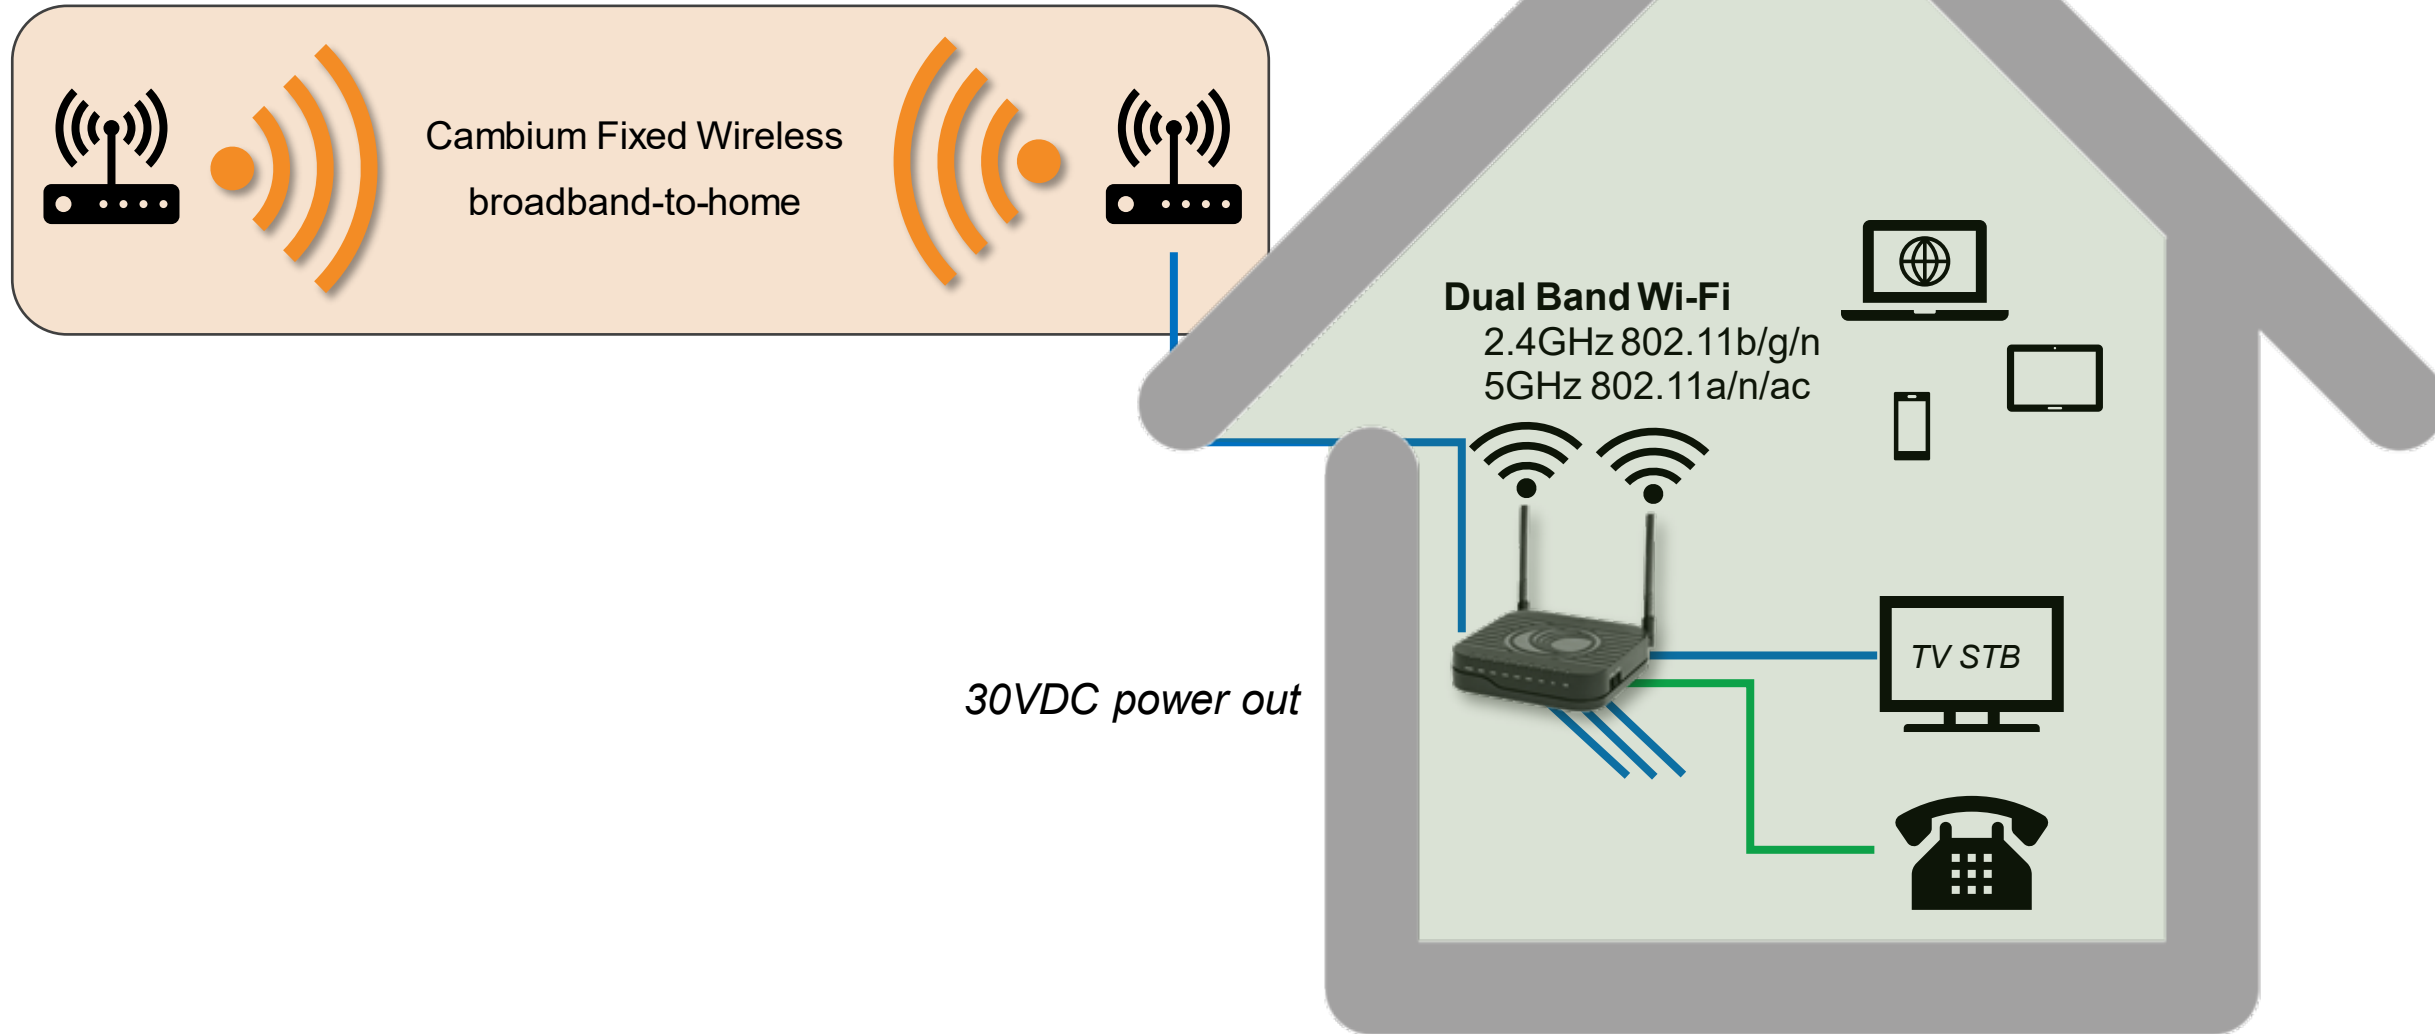 Cambium Fixed Wireless
broadband-to-home
Dual Band Wi-Fi
2.4GHz 802.11b/g/n
5GHz 802.11a/n/ac
TV STB
30VDC power out